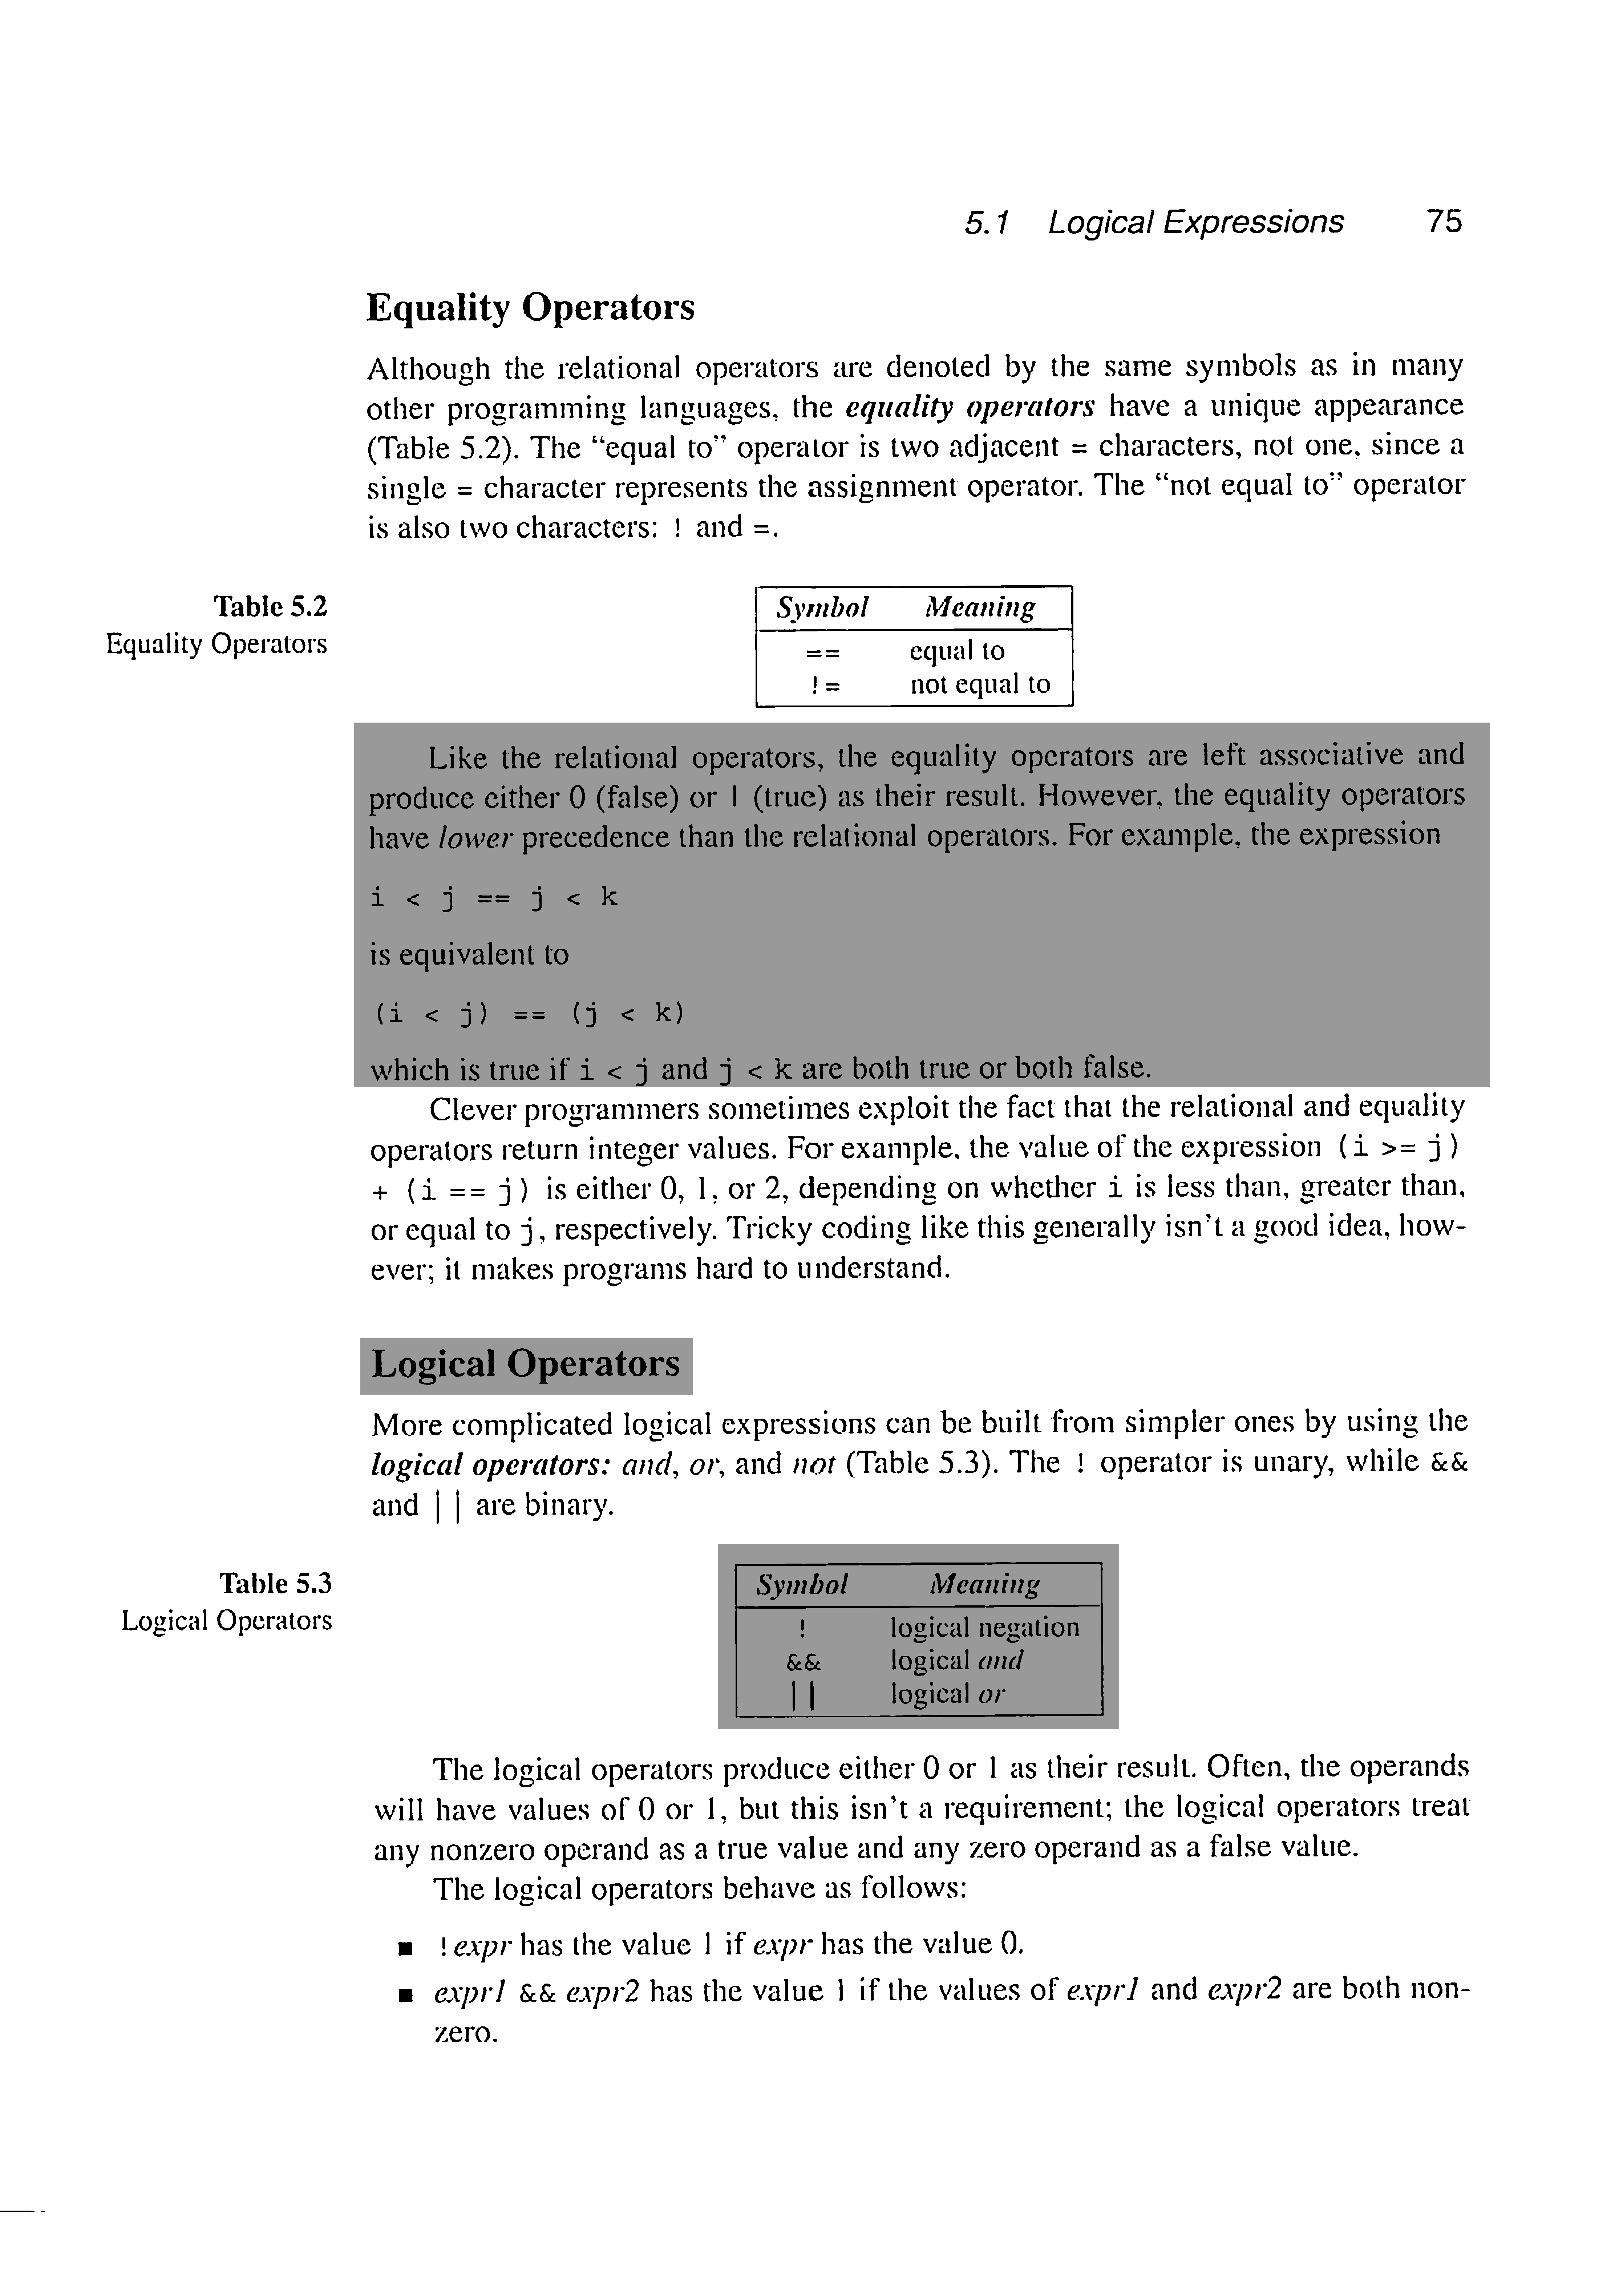 5.1 Logical Expressions 75
Equality Operators
Although the relational operators are denoted by the same symbols as in many
other programming languages, the equality operators have a unique appearance
(Table 5.2). The “equal to” operator is two adjacent = characters, not one, since a
single = character represents the assignment operator. The “not equal to” operator
is also two characters: ! and =.
Table 5.2
Equality Operators
Symbol Meaning
== equal to
!= not equal to
Like the relational operators, the equality operators are left associative and
produce either 0 (false) or 1 (true) as their result. However, the equality operators
have lower precedence than the relational operators. For example, the expression
i < j == j < k
is equivalent to
(i < j) == (j < k)
which is true if i < j and j < k are both true or both false.
Clever programmers sometimes exploit the fact that the relational and equality
operators return integer values. For example, the value of the expression (i >= j)
+ (i == j) is either 0, 1, or 2, depending on whether i is less than, greater than,
or equal to j, respectively. Tricky coding like this generally isn’t a good idea, how-
ever; it makes programs hard to understand.
Logical Operators
More complicated logical expressions can be built from simpler ones by using the
logical operators: and, or, and not (Table 5.3). The ! operator is unary, while &&
and || are binary.
Table 5.3
Logical Operators
Symbol Meaning
! logical negation
&& logical and
|| logical or
The logical operators produce either 0 or 1 as their result. Often, the operands
will have values of 0 or 1, but this isn’t a requirement; the logical operators treat
any nonzero operand as a true value and any zero operand as a false value.
The logical operators behave as follows:
■ !expr has the value 1 if expr has the value 0.
■ expr1 && expr2 has the value 1 if the values of expr1 and expr2 are both non-
zero.